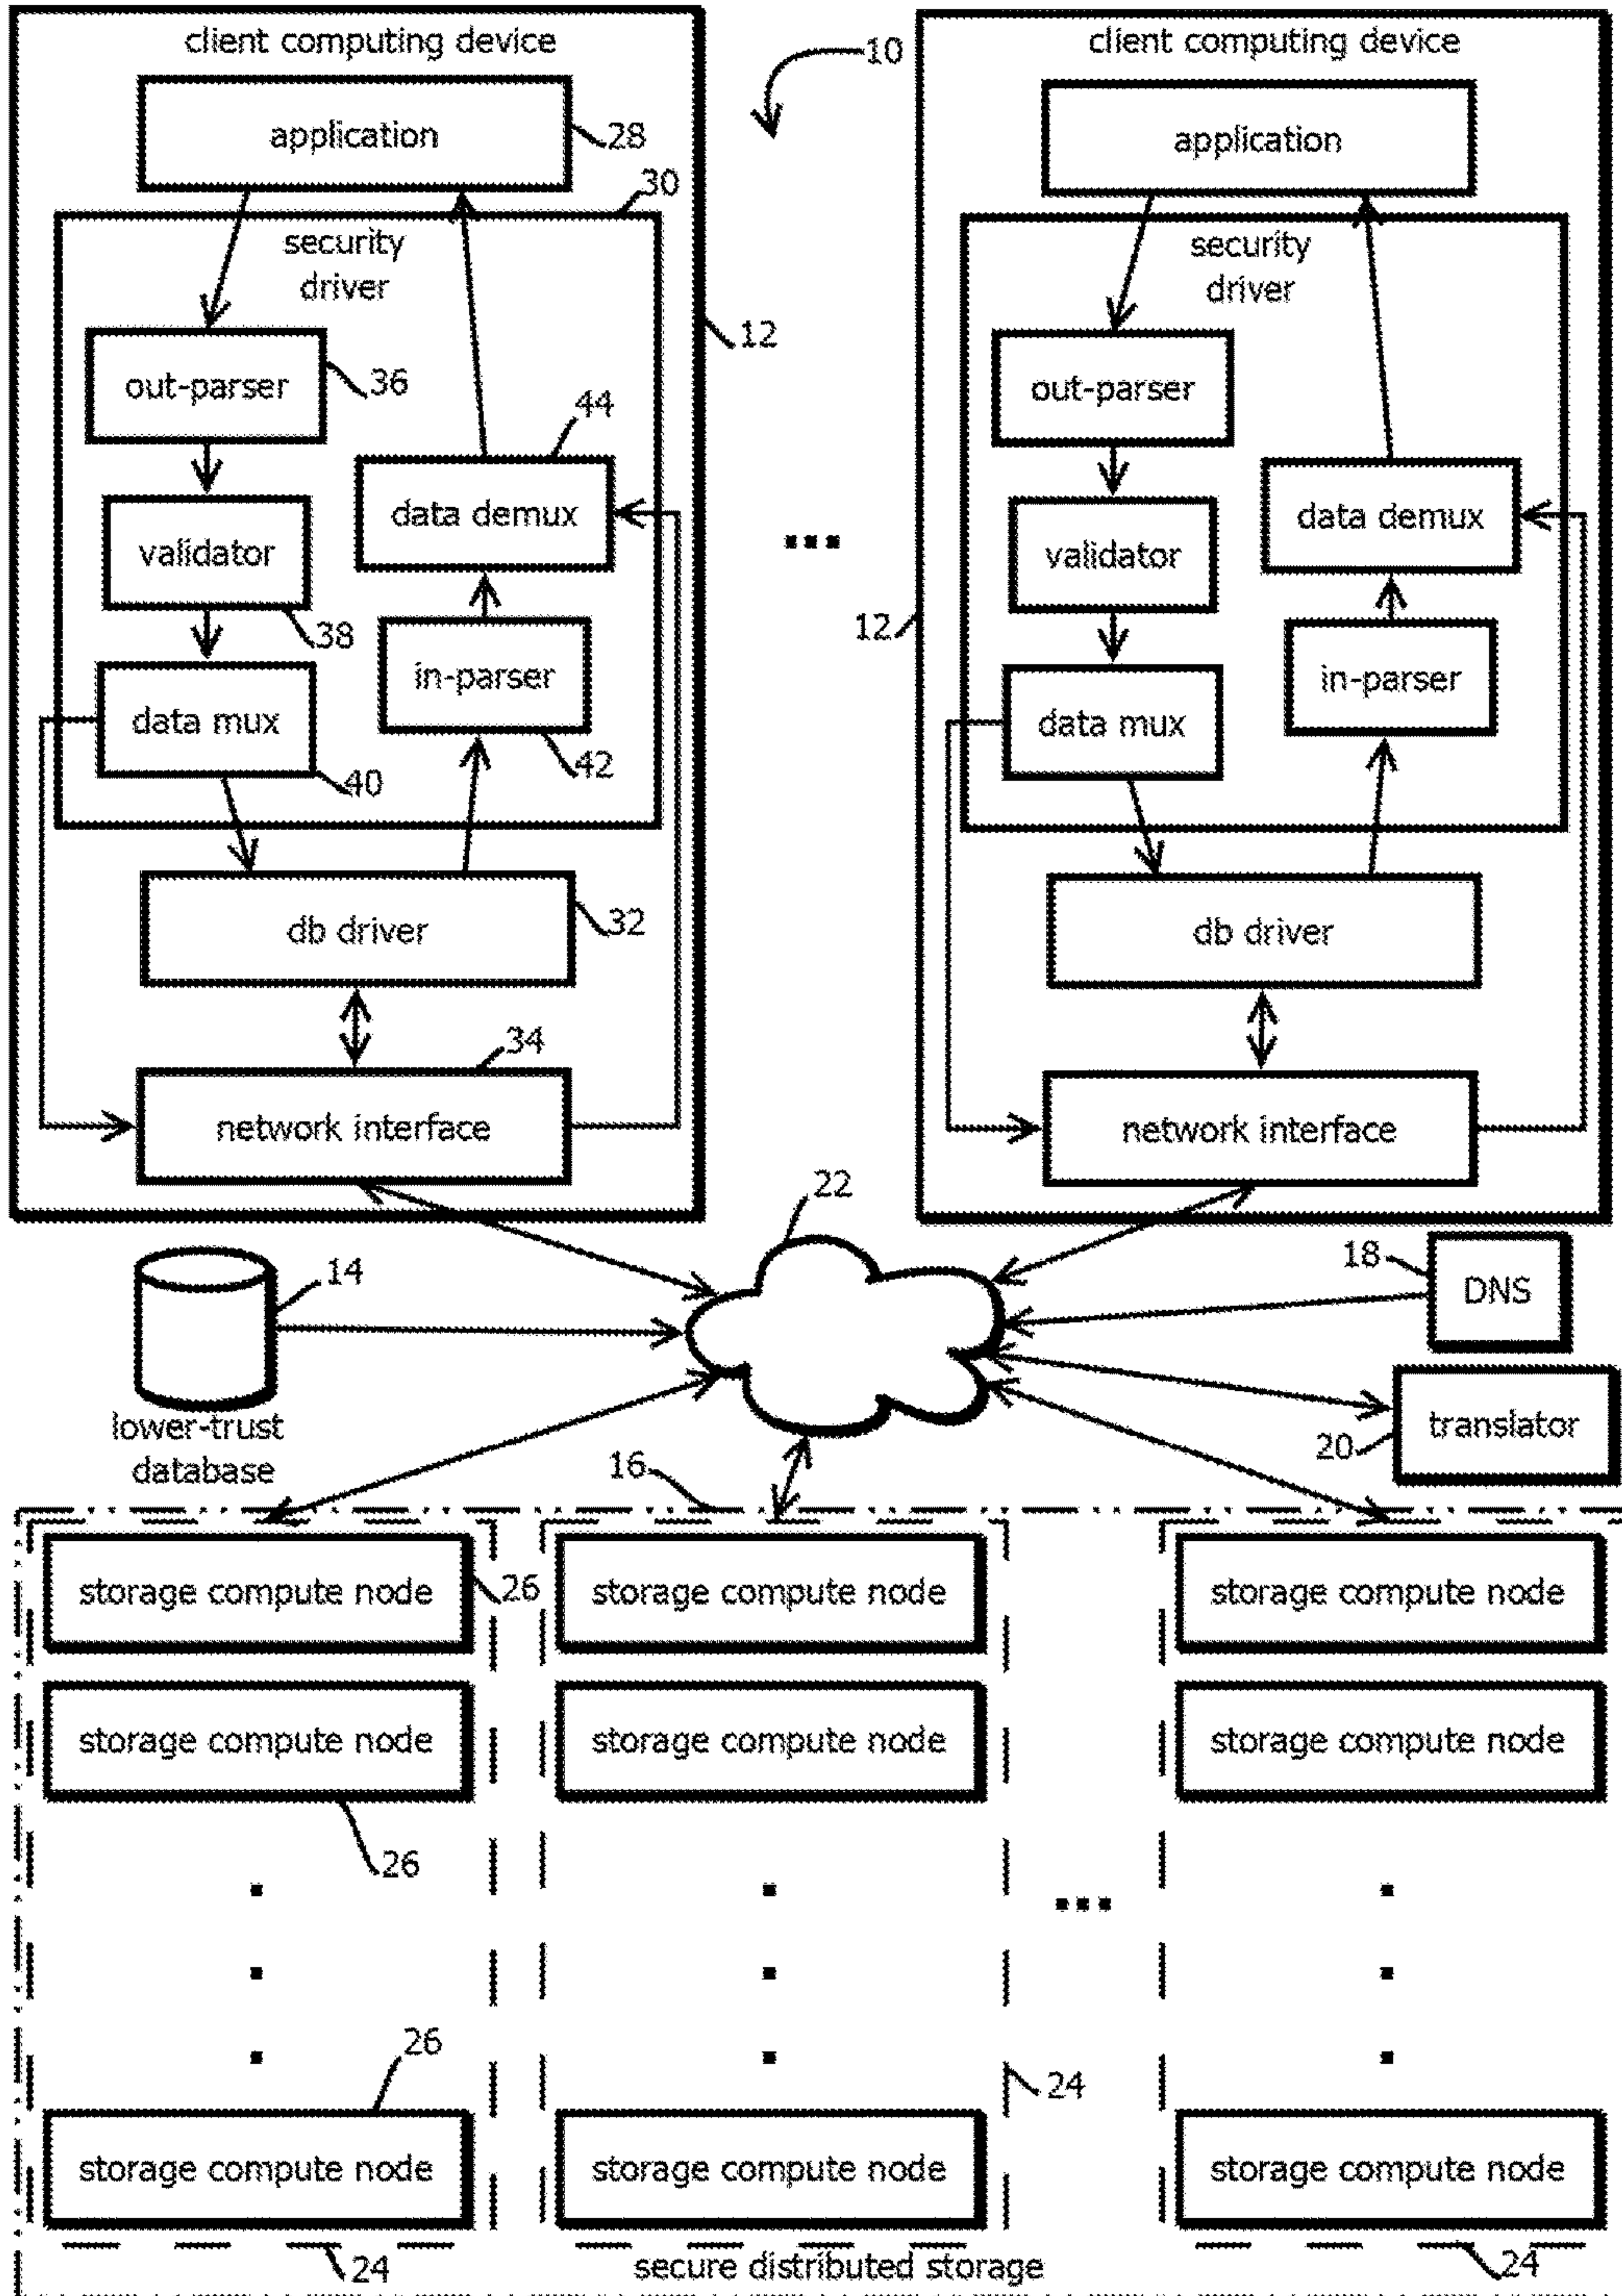 client computing device
application
28
30
security
driver
12
out-parser
36
44
data demux
validator
38
in-parser
data mux
42
40
db driver
32
34
network interface
10
...
client computing device
application
security
driver
out-parser
data demux
validator
12
in-parser
data mux
db driver
network interface
22
14
lower-trust
database
18
DNS
20
translator
16
storage compute node
26
storage compute node
storage compute node
storage compute node
storage compute node
storage compute node
26
...
26
24
storage compute node
storage compute node
storage compute node
24
secure distributed storage
24